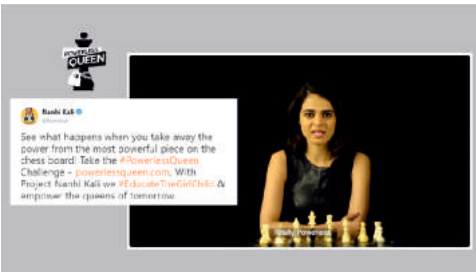 POWERLESS
QUEEN
Nanhi Kali
See what happens when you take away the
power from the most powerful piece on the
chess board! Take the #PowerlessQueen
Challenge - powerlessqueen.com. With
Project Nanhi Kali we #EducateTheGirlChild &
empower the queens of tomorrow.
Totally Powerless